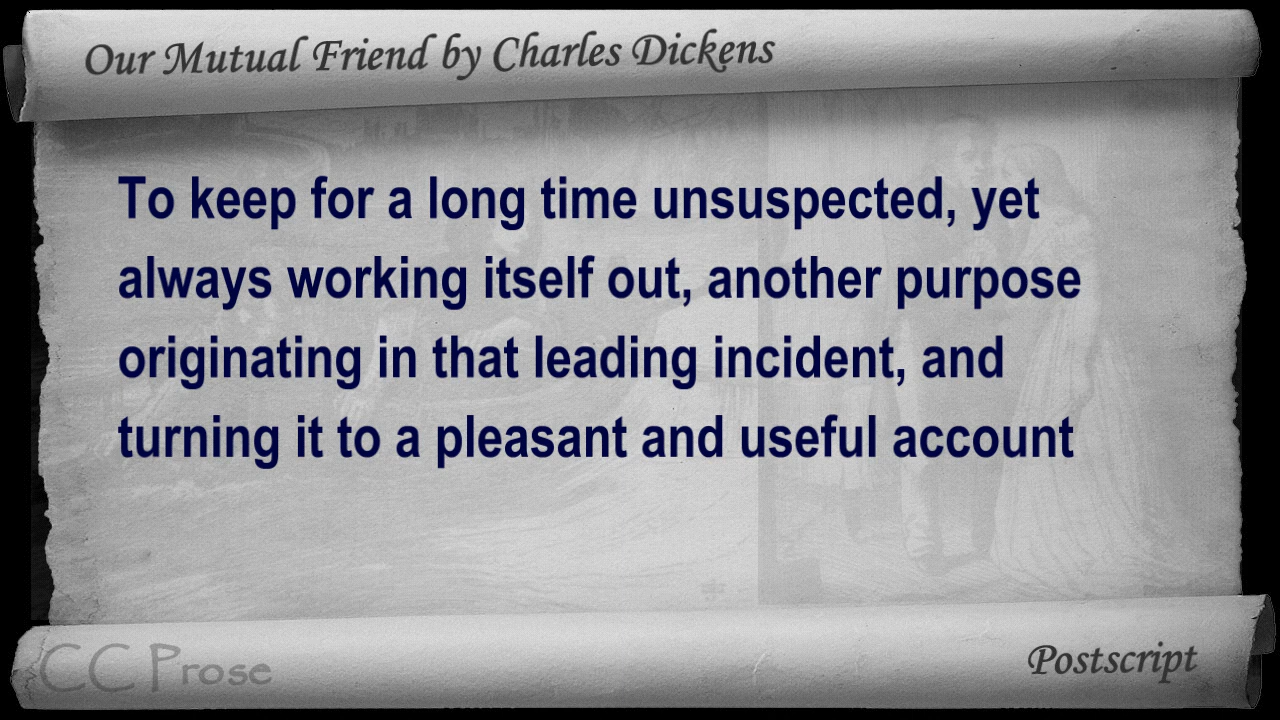 Our Mutual Friend by Charles Dickens
To keep for a long time unsuspected, yet
always working itself out, another purpose
originating in that leading incident, and
turning it to a pleasant and useful account
CC Prose
Postscript